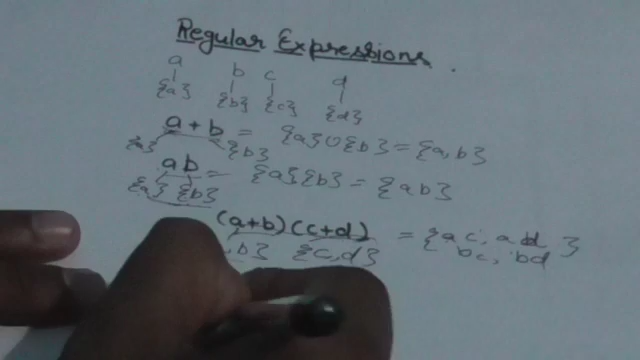 Regular Expressions.
a b c d
{a} {b} {c} {d}
a + b = {a} ∪ {b} = {a, b}
{a} {b}
ab = {a} {b} = {ab}
{a} {b}
(a+b) (c+d) = {ac, ad
bc, bd}
b} {c, d}